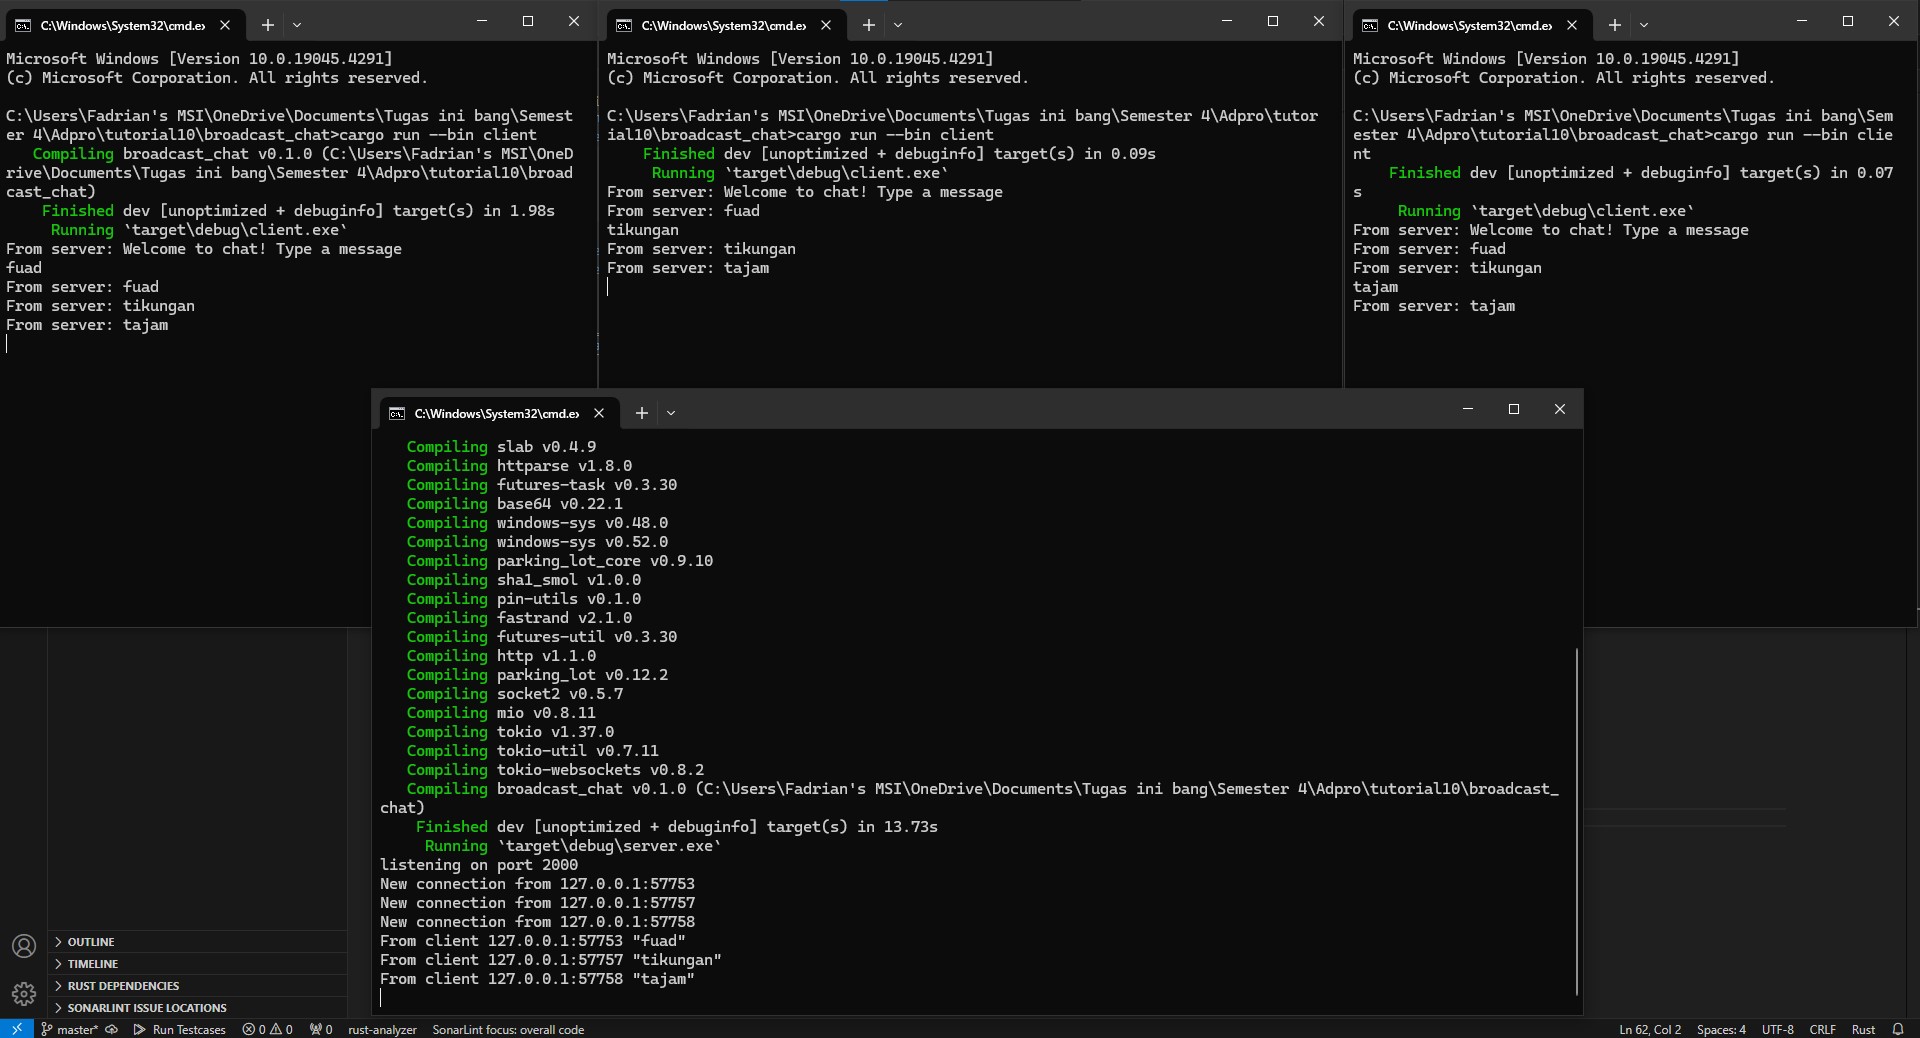 C:\Windows\System32\cmd.ex
Microsoft Windows [Version 10.0.19045.4291]
(c) Microsoft Corporation. All rights reserved.
C:\Users\Fadrian's MSI\OneDrive\Documents\Tugas ini bang\Semest
er 4\Adpro\tutorial10\broadcast_chat>cargo run --bin client
Compiling broadcast_chat v0.1.0 (C:\Users\Fadrian's MSI\OneD
rive\Documents\Tugas ini bang\Semester 4\Adpro\tutorial10\broad
cast_chat)
Finished dev [unoptimized + debuginfo] target(s) in 1.98s
Running `target\debug\client.exe`
From server: Welcome to chat! Type a message
fuad
From server: fuad
From server: tikungan
From server: tajam
C:\Windows\System32\cmd.ex
Microsoft Windows [Version 10.0.19045.4291]
(c) Microsoft Corporation. All rights reserved.
C:\Users\Fadrian's MSI\OneDrive\Documents\Tugas ini bang\Semester 4\Adpro\tutor
ial10\broadcast_chat>cargo run --bin client
Finished dev [unoptimized + debuginfo] target(s) in 0.09s
Running `target\debug\client.exe`
From server: Welcome to chat! Type a message
From server: fuad
tikungan
From server: tikungan
From server: tajam
C:\Windows\System32\cmd.ex
Microsoft Windows [Version 10.0.19045.4291]
(c) Microsoft Corporation. All rights reserved.
C:\Users\Fadrian's MSI\OneDrive\Documents\Tugas ini bang\Sem
ester 4\Adpro\tutorial10\broadcast_chat>cargo run --bin clie
nt
Finished dev [unoptimized + debuginfo] target(s) in 0.07
s
Running `target\debug\client.exe`
From server: Welcome to chat! Type a message
From server: fuad
From server: tikungan
tajam
From server: tajam
C:\Windows\System32\cmd.ex
Compiling slab v0.4.9
Compiling httparse v1.8.0
Compiling futures-task v0.3.30
Compiling base64 v0.22.1
Compiling windows-sys v0.48.0
Compiling windows-sys v0.52.0
Compiling parking_lot_core v0.9.10
Compiling sha1_smol v1.0.0
Compiling pin-utils v0.1.0
Compiling fastrand v2.1.0
Compiling futures-util v0.3.30
Compiling http v1.1.0
Compiling parking_lot v0.12.2
Compiling socket2 v0.5.7
Compiling mio v0.8.11
Compiling tokio v1.37.0
Compiling tokio-util v0.7.11
Compiling tokio-websockets v0.8.2
Compiling broadcast_chat v0.1.0 (C:\Users\Fadrian's MSI\OneDrive\Documents\Tugas ini bang\Semester 4\Adpro\tutorial10\broadcast_
chat)
Finished dev [unoptimized + debuginfo] target(s) in 13.73s
Running `target\debug\server.exe`
listening on port 2000
New connection from 127.0.0.1:57753
New connection from 127.0.0.1:57757
New connection from 127.0.0.1:57758
From client 127.0.0.1:57753 "fuad"
From client 127.0.0.1:57757 "tikungan"
From client 127.0.0.1:57758 "tajam"
OUTLINE
TIMELINE
RUST DEPENDENCIES
SONARLINT ISSUE LOCATIONS
master* Run Testcases 0 0 0 rust-analyzer SonarLint focus: overall code Ln 62, Col 2 Spaces: 4 UTF-8 CRLF Rust